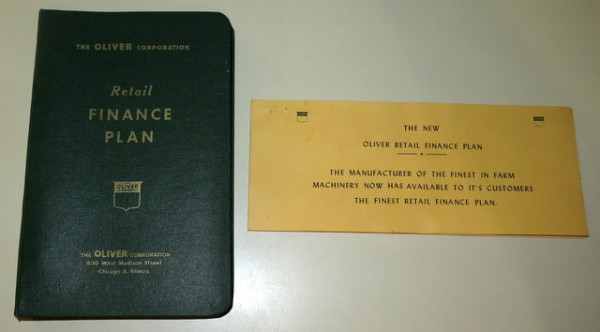 THE OLIVER CORPORATION
Retail
FINANCE
PLAN
OLIVER
THE OLIVER CORPORATION
400 West Madison Street
Chicago 6, Illinois
THE NEW
OLIVER RETAIL FINANCE PLAN
THE MANUFACTURER OF THE FINEST IN FARM
MACHINERY NOW HAS AVAILABLE TO IT'S CUSTOMERS
THE FINEST RETAIL FINANCE PLAN.